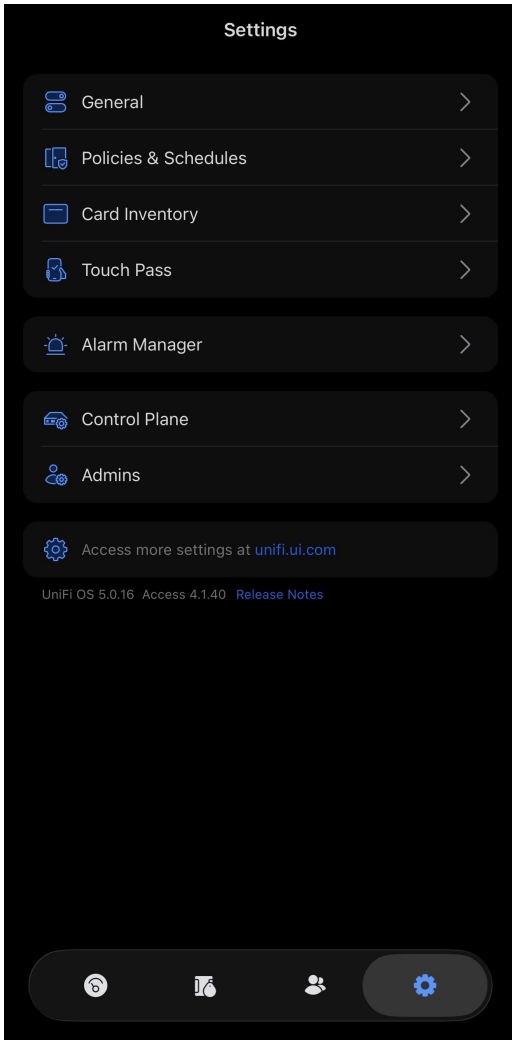 Settings
General
Policies & Schedules
Card Inventory
Touch Pass
Alarm Manager
Control Plane
Admins
Access more settings at unifi.ui.com
UniFi OS 5.0.16 Access 4.1.40 Release Notes